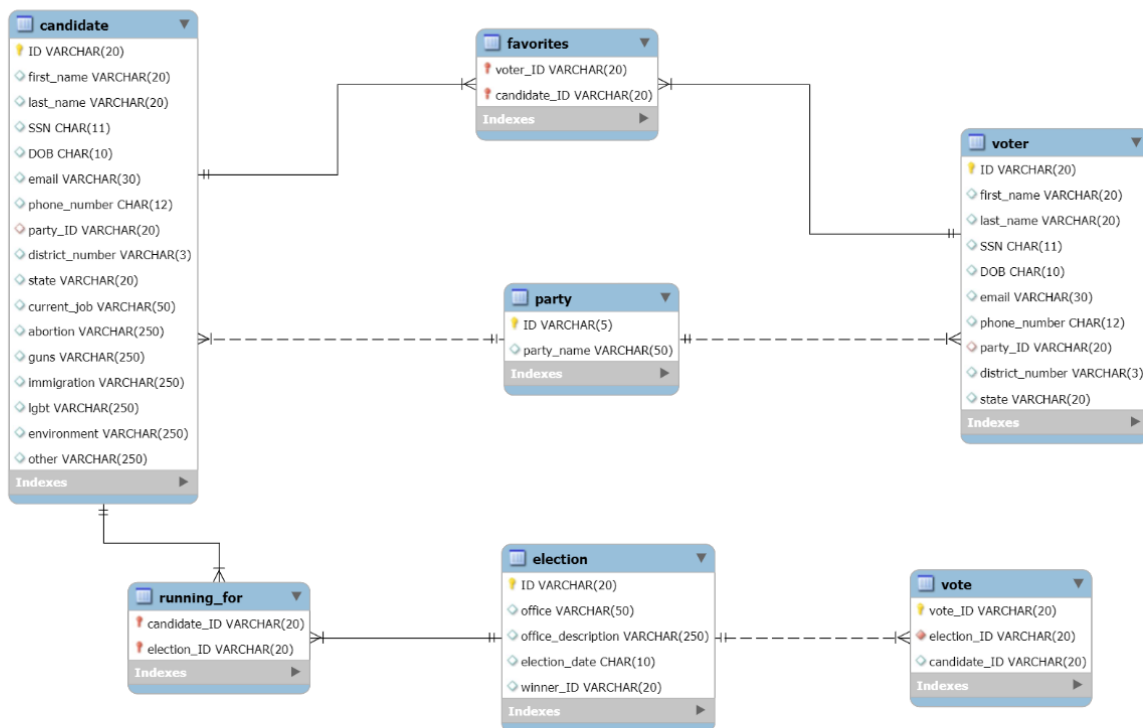 candidate
ID VARCHAR(20)
first_name VARCHAR(20)
last_name VARCHAR(20)
SSN CHAR(11)
DOB CHAR(10)
email VARCHAR(30)
phone_number CHAR(12)
party_ID VARCHAR(20)
district_number VARCHAR(3)
state VARCHAR(20)
current_job VARCHAR(50)
abortion VARCHAR(250)
guns VARCHAR(250)
immigration VARCHAR(250)
lgbt VARCHAR(250)
environment VARCHAR(250)
other VARCHAR(250)
Indexes
favorites
voter_ID VARCHAR(20)
candidate_ID VARCHAR(20)
Indexes
voter
ID VARCHAR(20)
first_name VARCHAR(20)
last_name VARCHAR(20)
SSN CHAR(11)
DOB CHAR(10)
email VARCHAR(30)
phone_number CHAR(12)
party_ID VARCHAR(20)
district_number VARCHAR(3)
state VARCHAR(20)
Indexes
party
ID VARCHAR(5)
party_name VARCHAR(50)
Indexes
running_for
candidate_ID VARCHAR(20)
election_ID VARCHAR(20)
Indexes
election
ID VARCHAR(20)
office VARCHAR(50)
office_description VARCHAR(250)
election_date CHAR(10)
winner_ID VARCHAR(20)
Indexes
vote
vote_ID VARCHAR(20)
election_ID VARCHAR(20)
candidate_ID VARCHAR(20)
Indexes